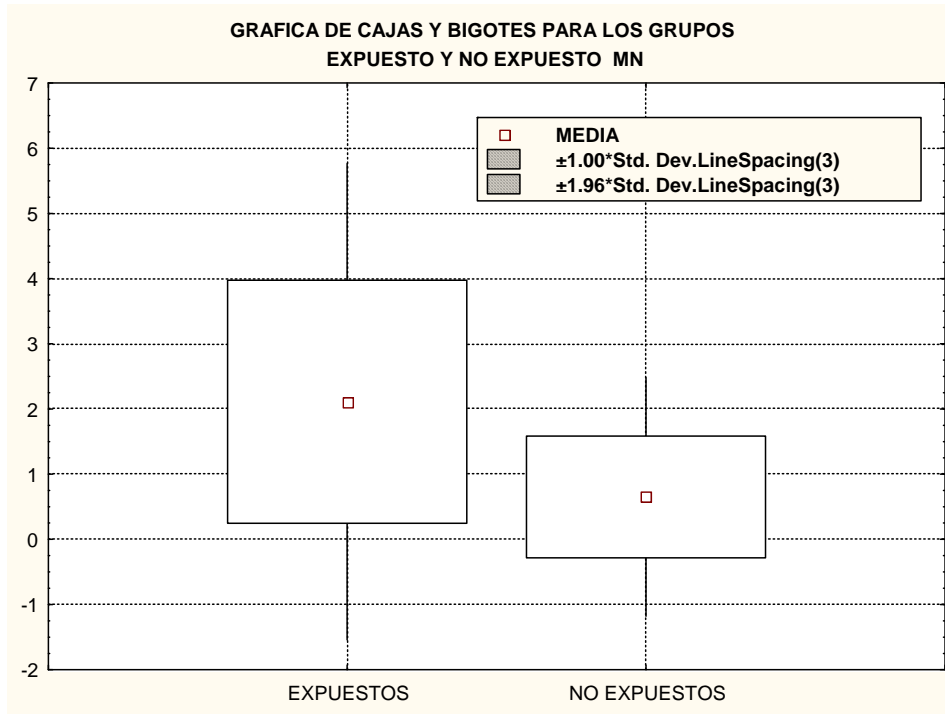 GRAFICA DE CAJAS Y BIGOTES PARA LOS GRUPOS
EXPUESTO Y NO EXPUESTO  MN
7
6
5
4
3
2
1
0
-1
-2
MEDIA
±1.00*Std. Dev.LineSpacing(3)
±1.96*Std. Dev.LineSpacing(3)
EXPUESTOS
NO EXPUESTOS